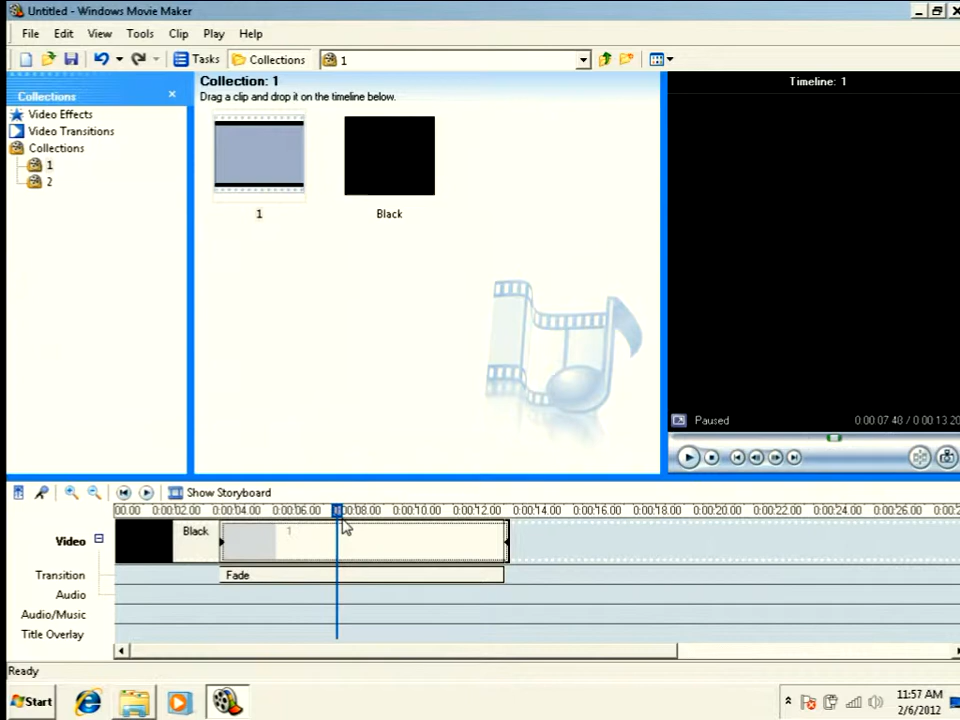 Untitled - Windows Movie Maker
File Edit View Tools Clip Play Help
Tasks Collections 1
Collections
Video Effects
Video Transitions
Collections
1
2
Collection: 1
Drag a clip and drop it on the timeline below.
1 Black
Timeline: 1
Paused 0:00:07.48 / 0:00:13.20
Show Storyboard
00.00 0:00:02.00 0:00:04.00 0:00:06.00 0:00:08.00 0:00:10.00 0:00:12.00 0:00:14.00 0:00:16.00 0:00:18.00 0:00:20.00 0:00:22.00 0:00:24.00 0:00:26.00
Video Black 1
Transition Fade
Audio
Audio/Music
Title Overlay
Ready
Start 11:57 AM
2/6/2012